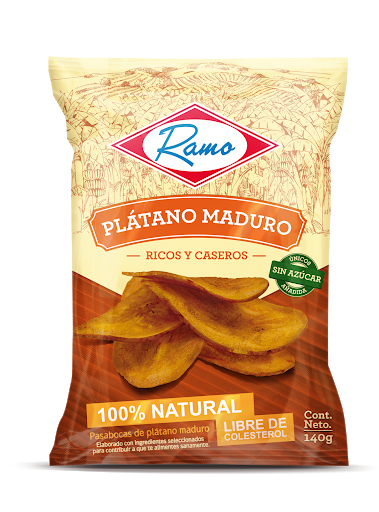 Ramo
PLÁTANO MADURO
RICOS Y CASEROS
ÚNICOS
SIN AZÚCAR
AÑADIDA
100% NATURAL
Pasabocas de plátano maduro
Elaborado con ingredientes seleccionados
para contribuir a que te alimentes sanamente.
LIBRE DE
COLESTEROL
Cont.
Neto.
140g